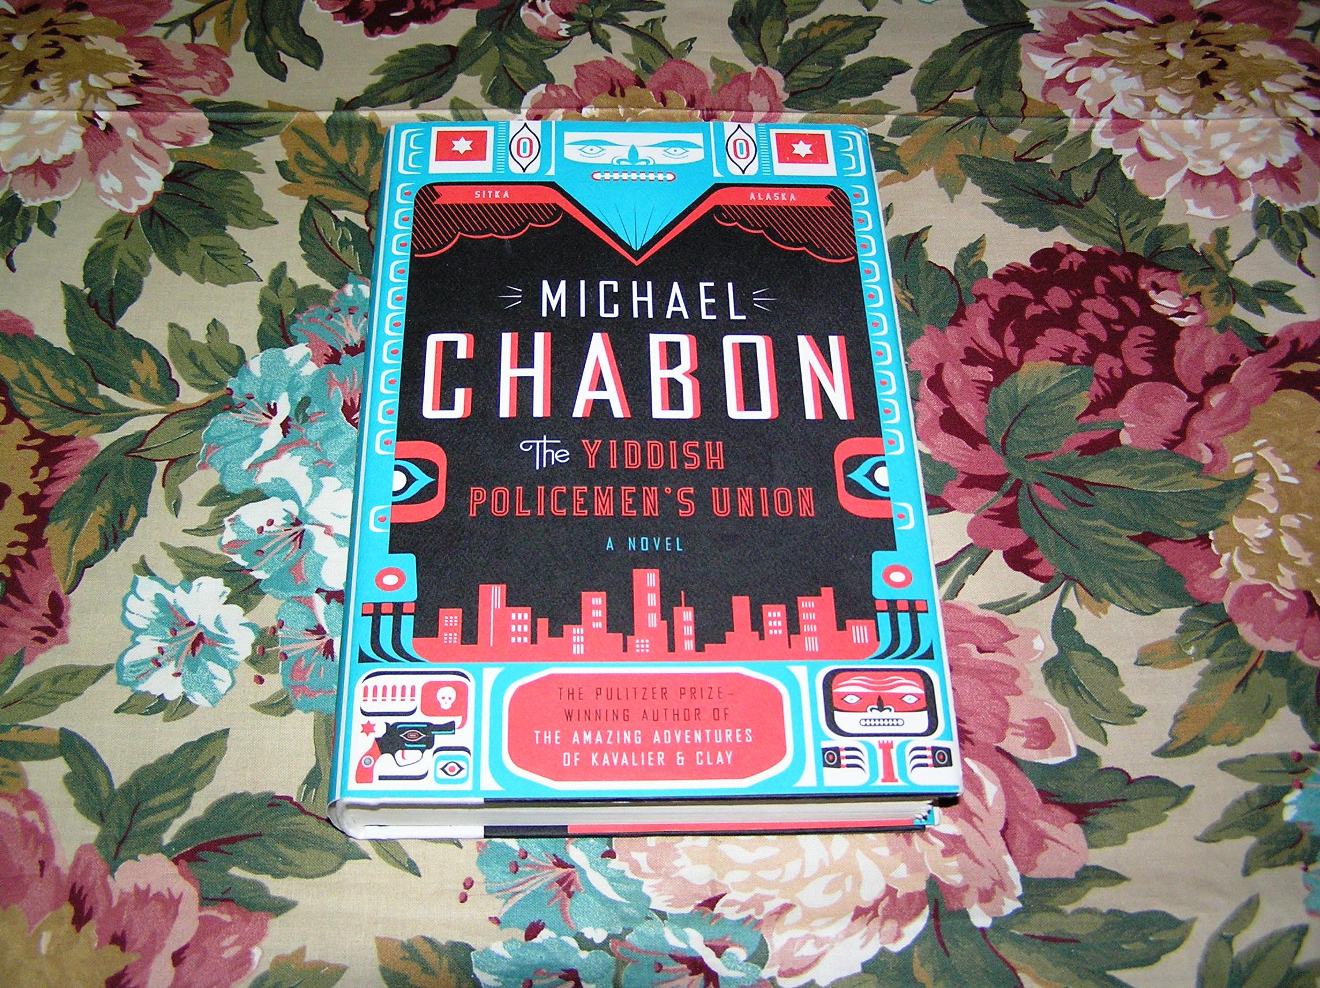 SITKA
ALASKA
MICHAEL
CHABON
The YIDDISH
POLICEMEN'S UNION
A NOVEL
THE PULITZER PRIZE–
WINNING AUTHOR OF
THE AMAZING ADVENTURES
OF KAVALIER & CLAY